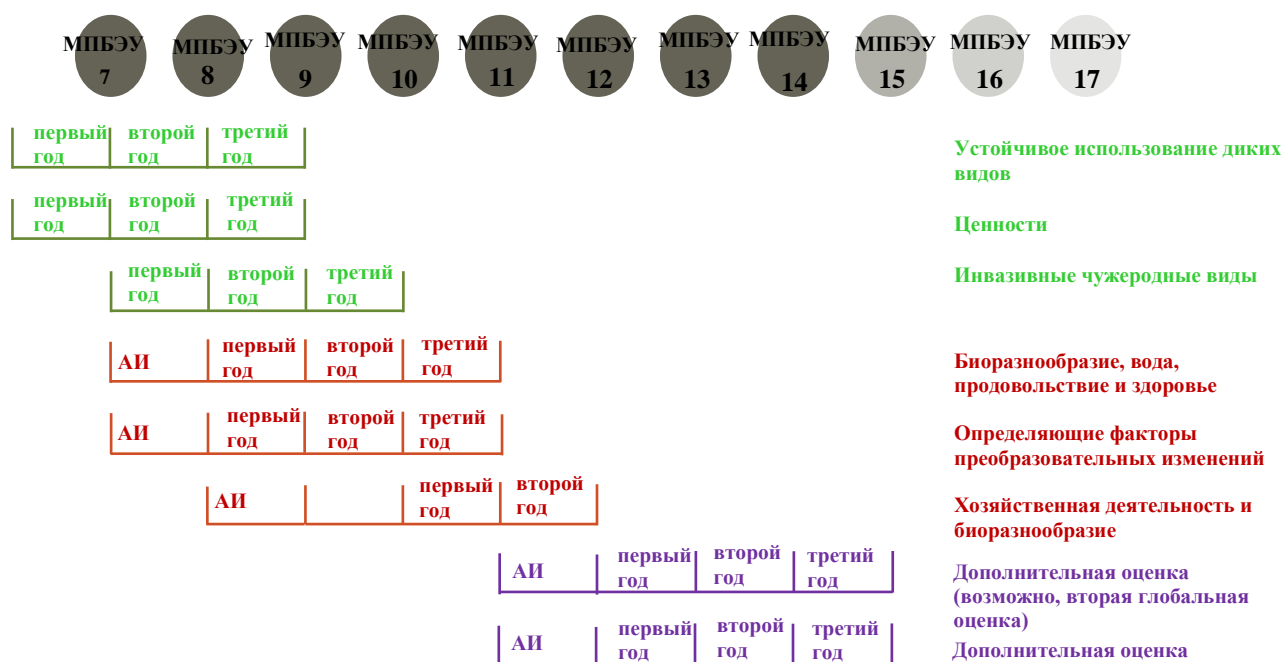 МПБЭУ МПБЭУ МПБЭУ МПБЭУ МПБЭУ МПБЭУ МПБЭУ МПБЭУ МПБЭУ МПБЭУ МПБЭУ
7 8 9 10 11 12 13 14 15 16 17
первый второй третий
год год год
Устойчивое использование диких
видов
первый второй третий
год год год
Ценности
первый второй третий
год год год
Инвазивные чужеродные виды
АИ первый второй третий
год год год
Биоразнообразие, вода,
продовольствие и здоровье
АИ первый второй третий
год год год
Определяющие факторы
преобразовательных изменений
АИ первый второй
год год
Хозяйственная деятельность и
биоразнообразие
АИ первый второй третий
год год год
Дополнительная оценка
(возможно, вторая глобальная
оценка)
АИ первый второй третий
год год год
Дополнительная оценка